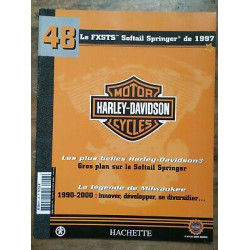 48
Le FXSTS Softail Springer® de 1997
MOTOR
HARLEY-DAVIDSON
CYCLES
Les plus belles Harley-Davidson®
Gros plan sur le Softail Springer
La légende de Milwaukee
1990-2000 : innover, développer, se diversifier...
HACHETTE